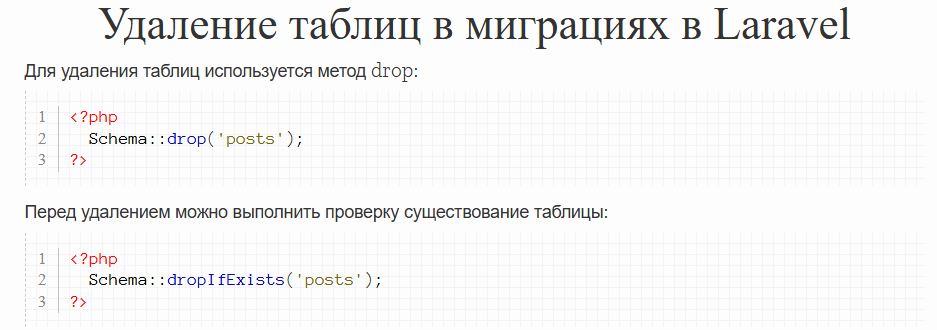 Удаление таблиц в миграциях в Laravel
Для удаления таблиц используется метод drop:
1 <?php
2 Schema::drop('posts');
3 ?>
Перед удалением можно выполнить проверку существование таблицы:
1 <?php
2 Schema::dropIfExists('posts');
3 ?>